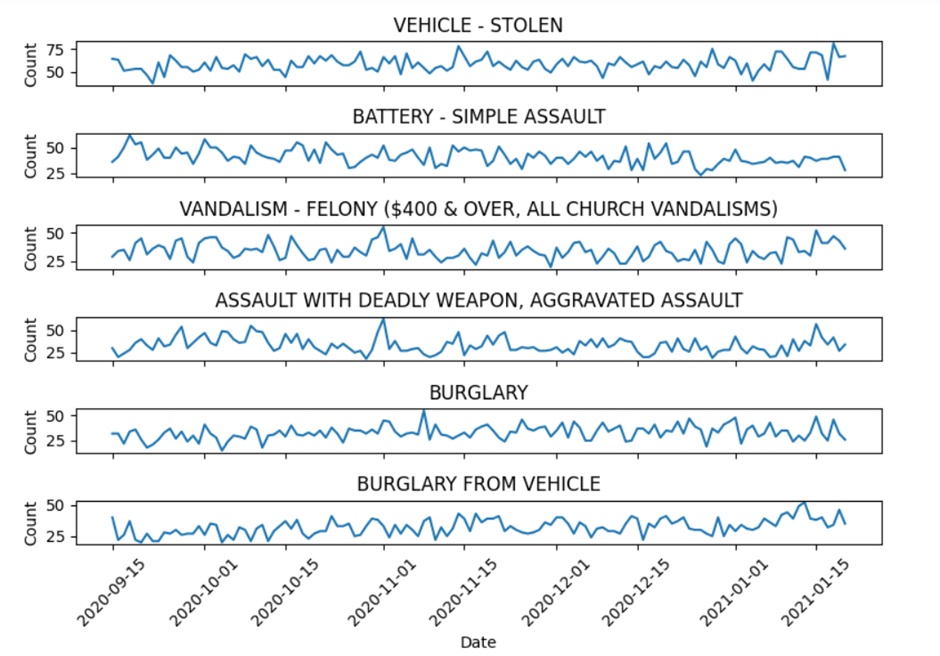 VEHICLE - STOLEN
Count
75
50
BATTERY - SIMPLE ASSAULT
Count
50
25
VANDALISM - FELONY ($400 & OVER, ALL CHURCH VANDALISMS)
Count
50
25
ASSAULT WITH DEADLY WEAPON, AGGRAVATED ASSAULT
Count
50
25
BURGLARY
Count
50
25
BURGLARY FROM VEHICLE
Count
50
25
2020-09-15
2020-10-01
2020-10-15
2020-11-01
2020-11-15
2020-12-01
2020-12-15
2021-01-01
2021-01-15
Date